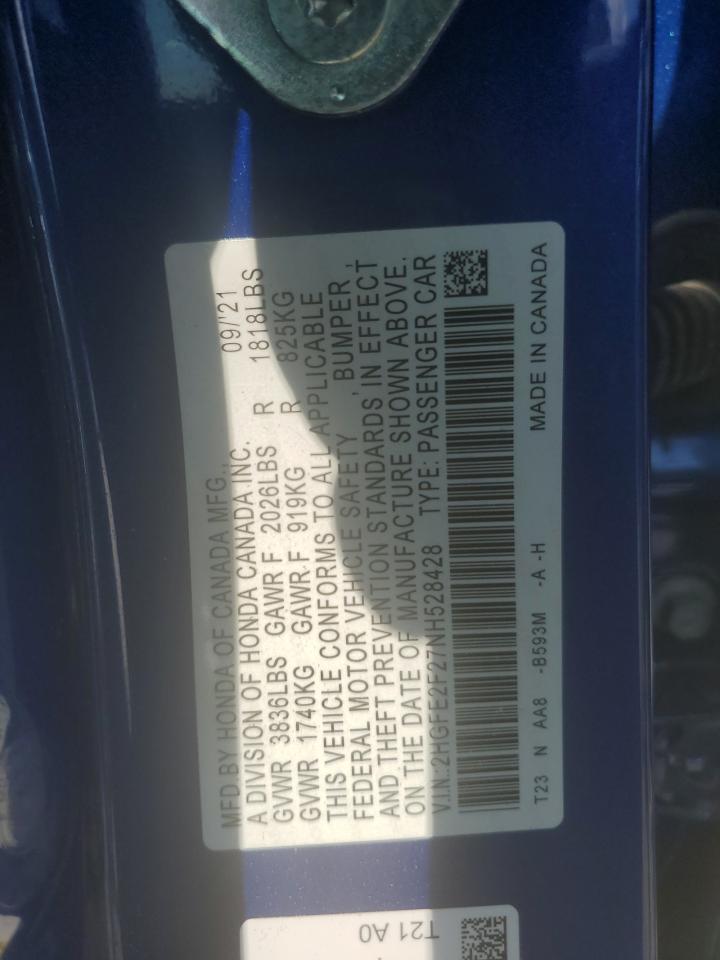 MFD BY HONDA OF CANADA MFG.,
A DIVISION OF HONDA CANADA INC. 09/'21
GVWR 3836LBS GAWR F 2026LBS R 1818LBS
GVWR 1740KG GAWR F 919KG R 825KG
THIS VEHICLE CONFORMS TO ALL APPLICABLE
FEDERAL MOTOR VEHICLE SAFETY, BUMPER,
AND THEFT PREVENTION STANDARDS IN EFFECT
ON THE DATE OF MANUFACTURE SHOWN ABOVE.
V.I.N.:2HGFE2F27NH528428 TYPE: PASSENGER CAR
T23 N AA8 -B593M -A -H MADE IN CANADA
T21 A0